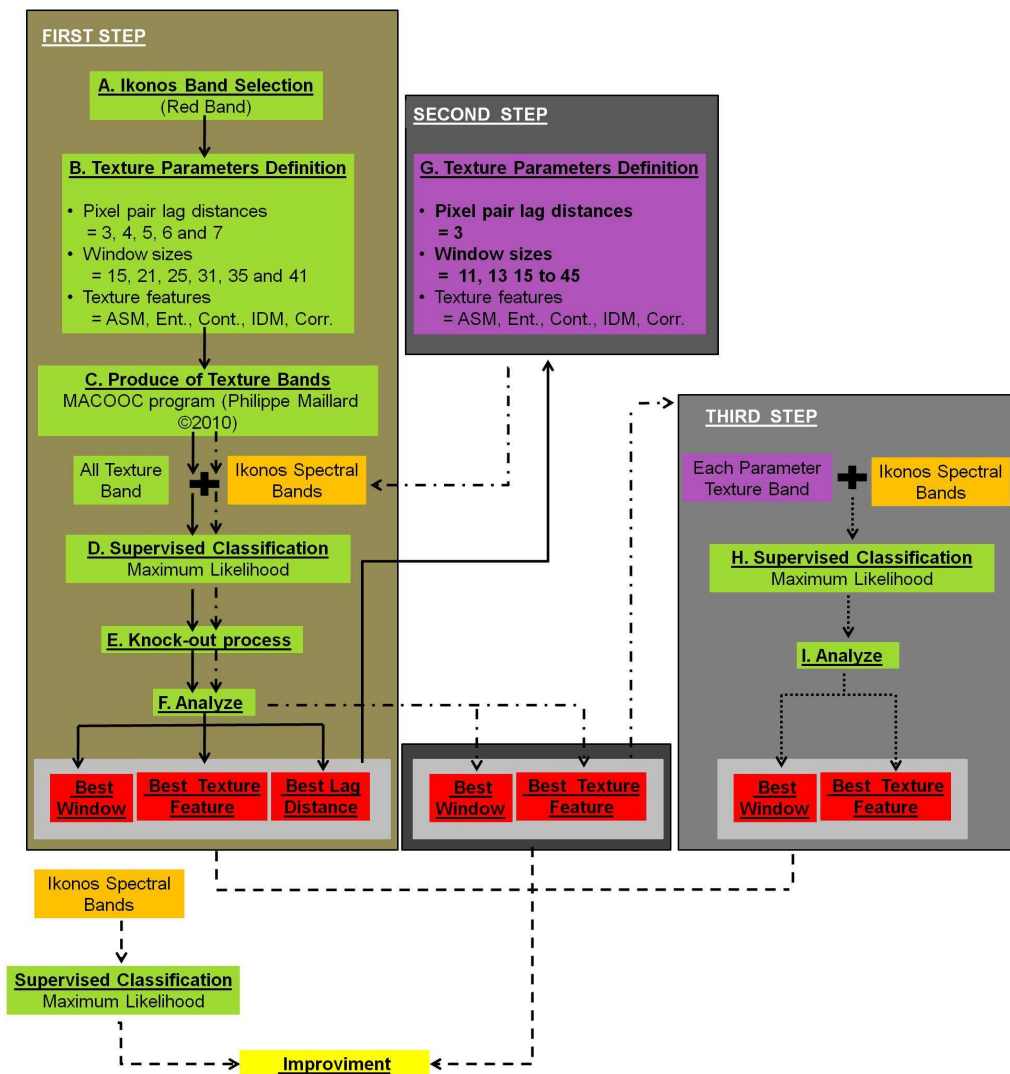 FIRST STEP
A. Ikonos Band Selection
(Red Band)
B. Texture Parameters Definition
• Pixel pair lag distances
= 3, 4, 5, 6 and 7
• Window sizes
= 15, 21, 25, 31, 35 and 41
• Texture features
= ASM, Ent., Cont., IDM, Corr.
C. Produce of Texture Bands
MACOOC program (Philippe Maillard
©2010)
All Texture
Band
Ikonos Spectral
Bands
D. Supervised Classification
Maximum Likelihood
E. Knock-out process
F. Analyze
Best
Window
Best Texture
Feature
Best Lag
Distance
SECOND STEP
G. Texture Parameters Definition
• Pixel pair lag distances
= 3
• Window sizes
= 11, 13 15 to 45
• Texture features
= ASM, Ent., Cont., IDM, Corr.
Best
Window
Best Texture
Feature
THIRD STEP
Each Parameter
Texture Band
Ikonos Spectral
Bands
H. Supervised Classification
Maximum Likelihood
I. Analyze
Best
Window
Best Texture
Feature
Ikonos Spectral
Bands
Supervised Classification
Maximum Likelihood
Improviment